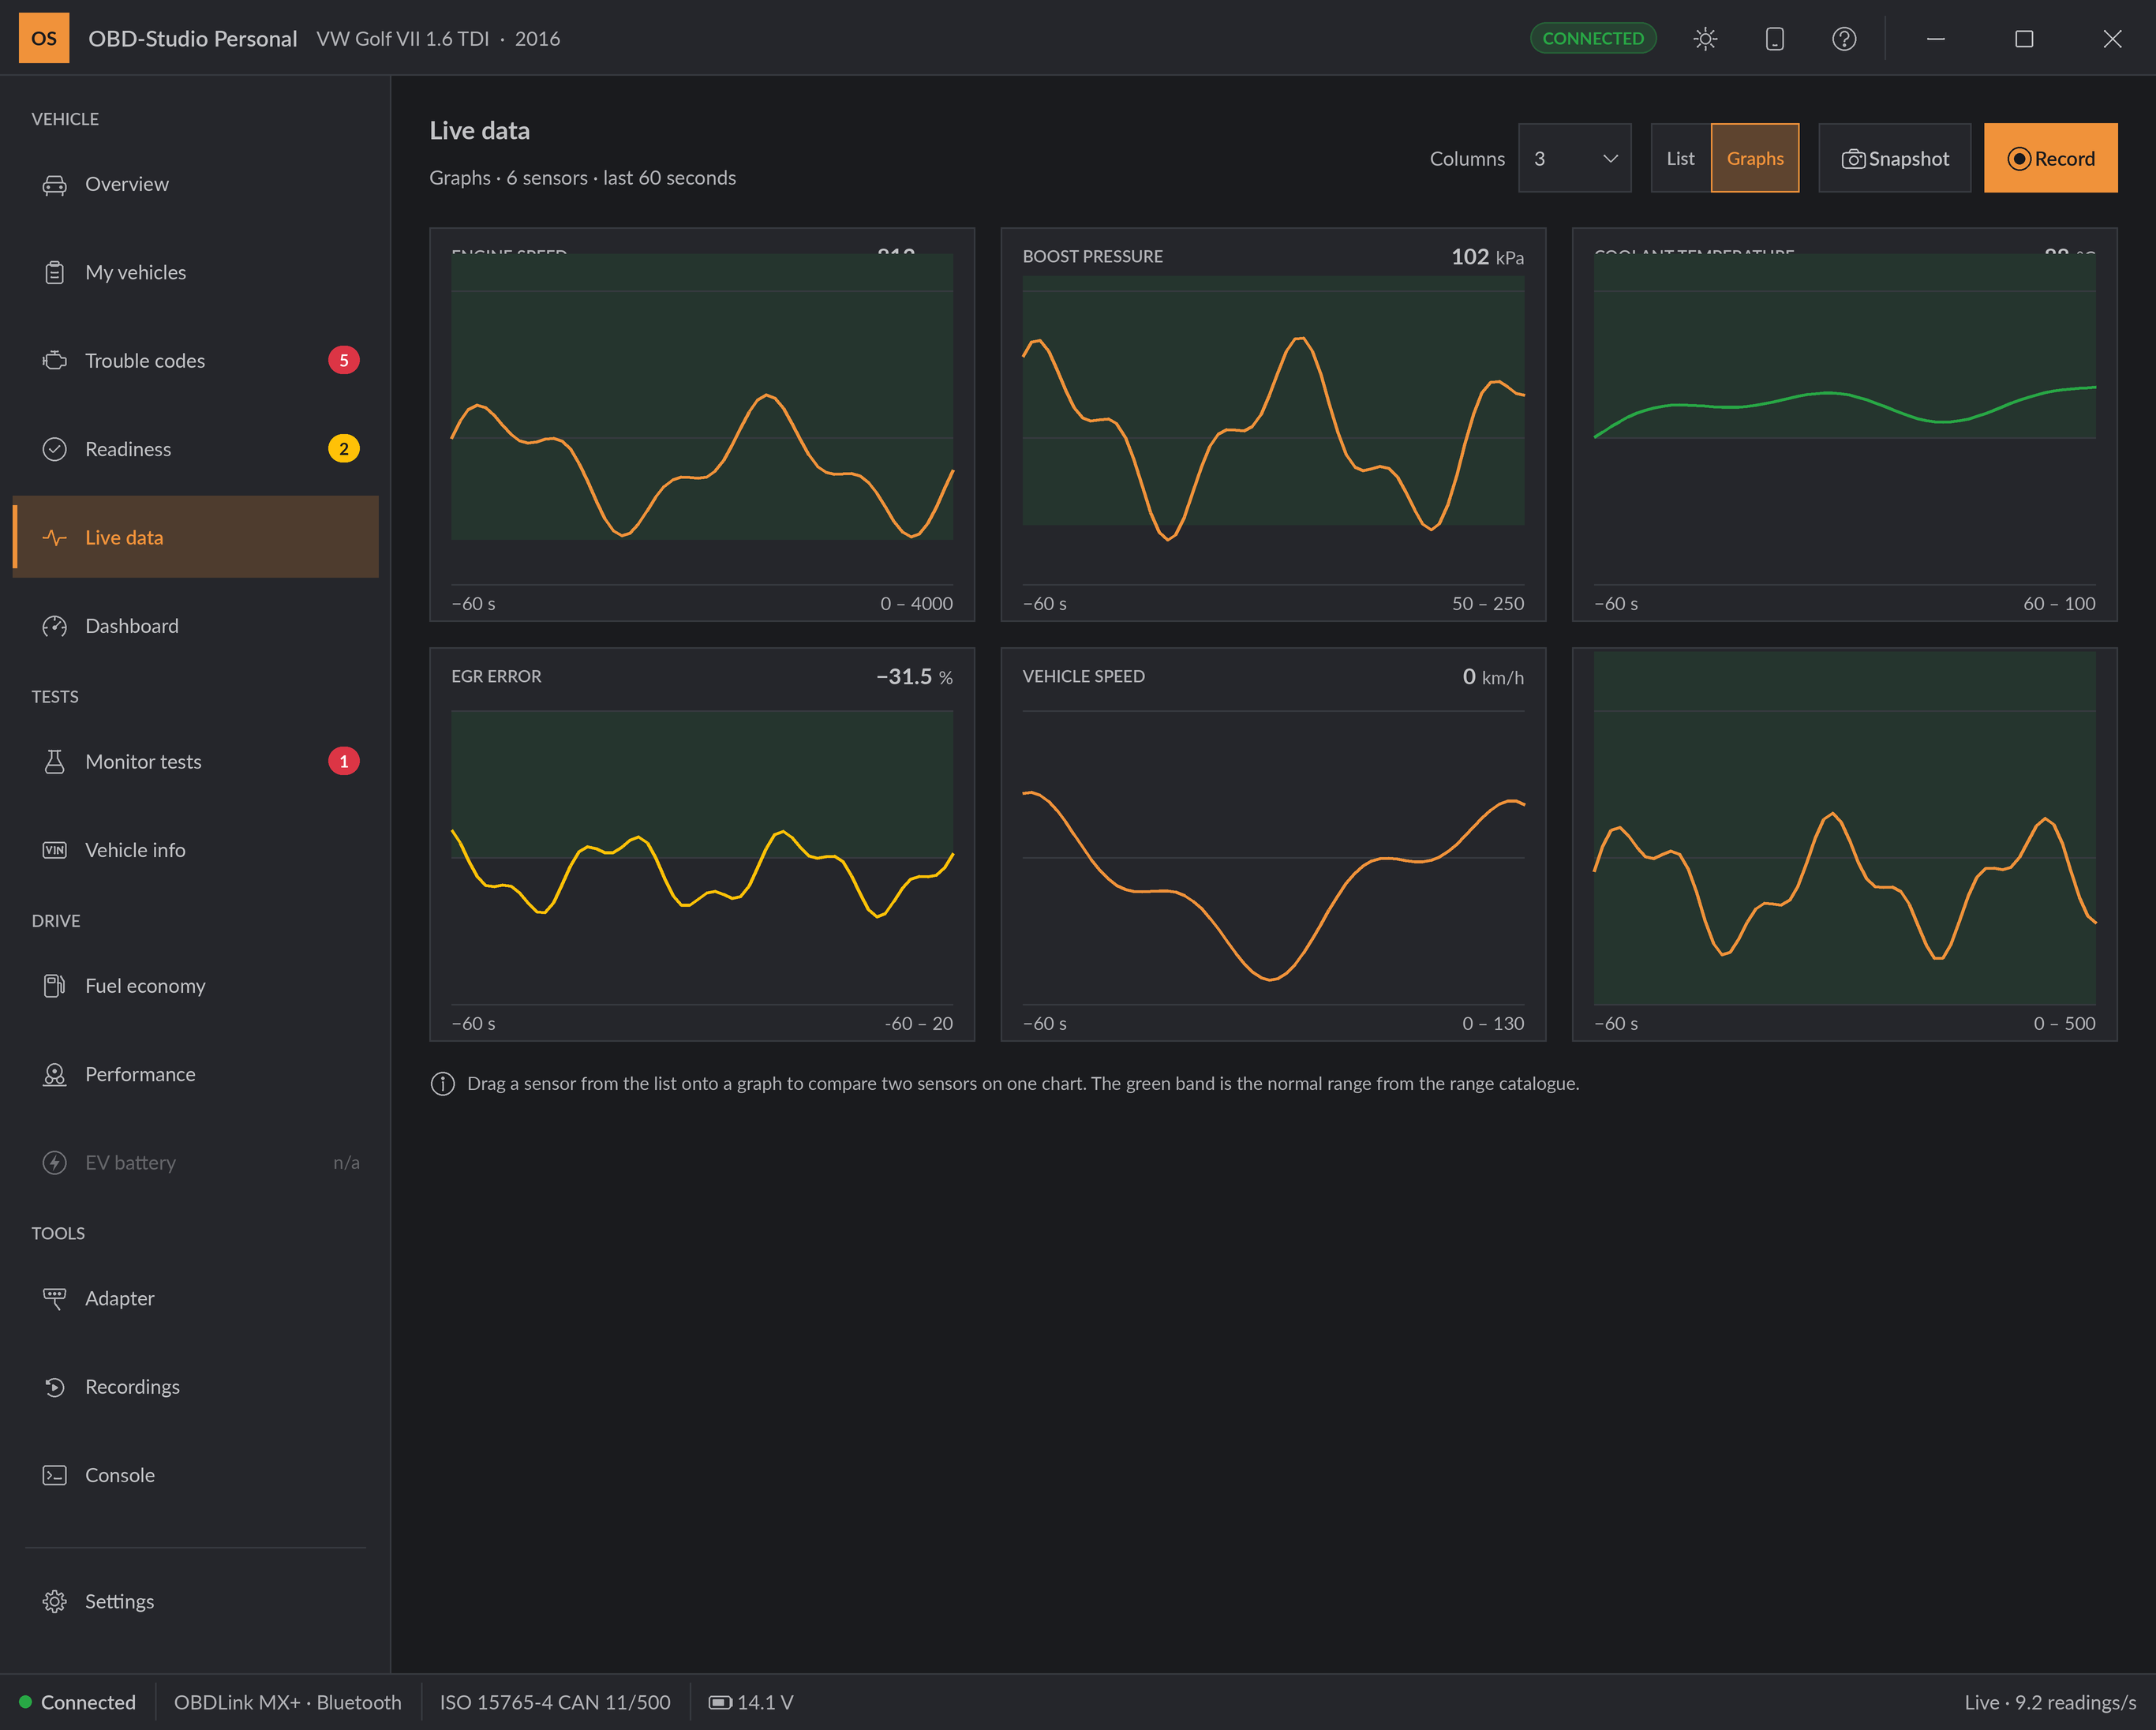 OS OBD-Studio Personal VW Golf VII 1.6 TDI · 2016 CONNECTED
VEHICLE
Overview
My vehicles
Trouble codes 5
Readiness 2
Live data
Dashboard
TESTS
Monitor tests 1
VIN Vehicle info
DRIVE
Fuel economy
Performance
EV battery n/a
TOOLS
Adapter
Recordings
Console
Settings
Live data
Graphs · 6 sensors · last 60 seconds
Columns 3 List Graphs Snapshot Record
ENGINE SPEED
−60 s 0 – 4000
BOOST PRESSURE 102 kPa
−60 s 50 – 250
COOLANT TEMPERATURE
−60 s 60 – 100
EGR ERROR −31.5 %
−60 s -60 – 20
VEHICLE SPEED 0 km/h
−60 s 0 – 130
−60 s 0 – 500
Drag a sensor from the list onto a graph to compare two sensors on one chart. The green band is the normal range from the range catalogue.
Connected OBDLink MX+ · Bluetooth ISO 15765-4 CAN 11/500 14.1 V Live · 9.2 readings/s